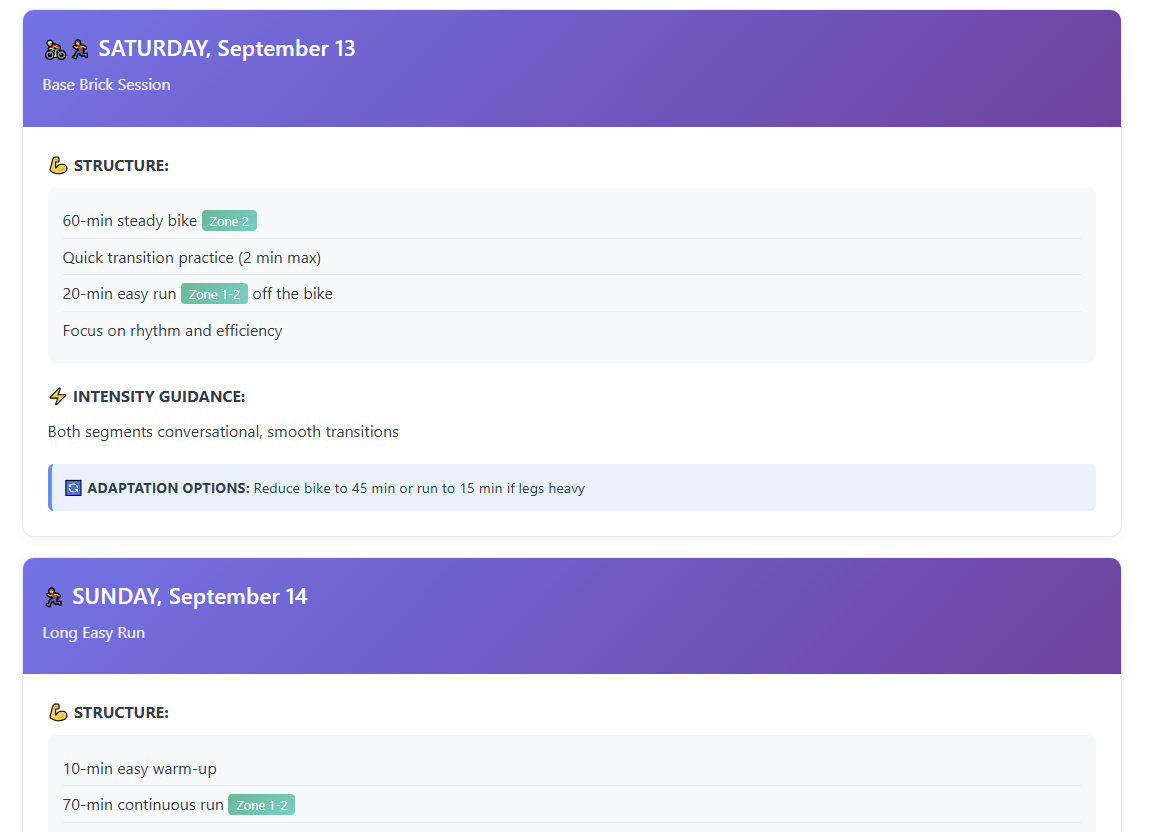 SATURDAY, September 13
Base Brick Session
STRUCTURE:
60-min steady bike Zone 2
Quick transition practice (2 min max)
20-min easy run Zone 1-2 off the bike
Focus on rhythm and efficiency
INTENSITY GUIDANCE:
Both segments conversational, smooth transitions
ADAPTATION OPTIONS: Reduce bike to 45 min or run to 15 min if legs heavy
SUNDAY, September 14
Long Easy Run
STRUCTURE:
10-min easy warm-up
70-min continuous run Zone 1-2